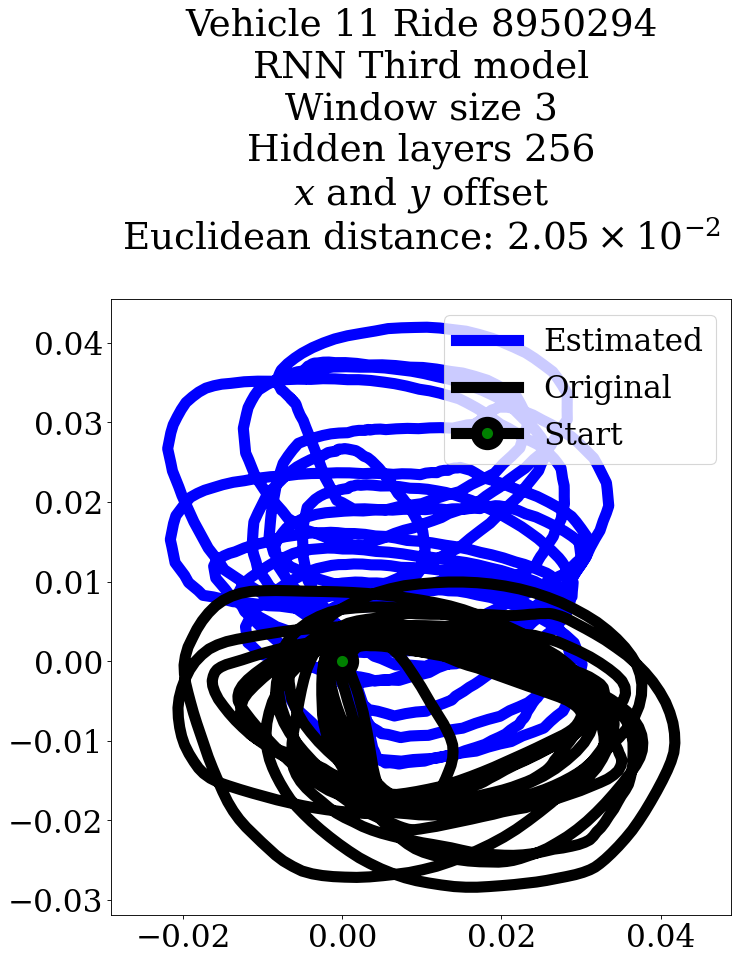 Vehicle 11 Ride 8950294
RNN Third model
Window size 3
Hidden layers 256
x and y offset
Euclidean distance: 2.05 × 10⁻²
Estimated
Original
Start
0.04
0.03
0.02
0.01
0.00
−0.01
−0.02
−0.03
−0.02 0.00 0.02 0.04